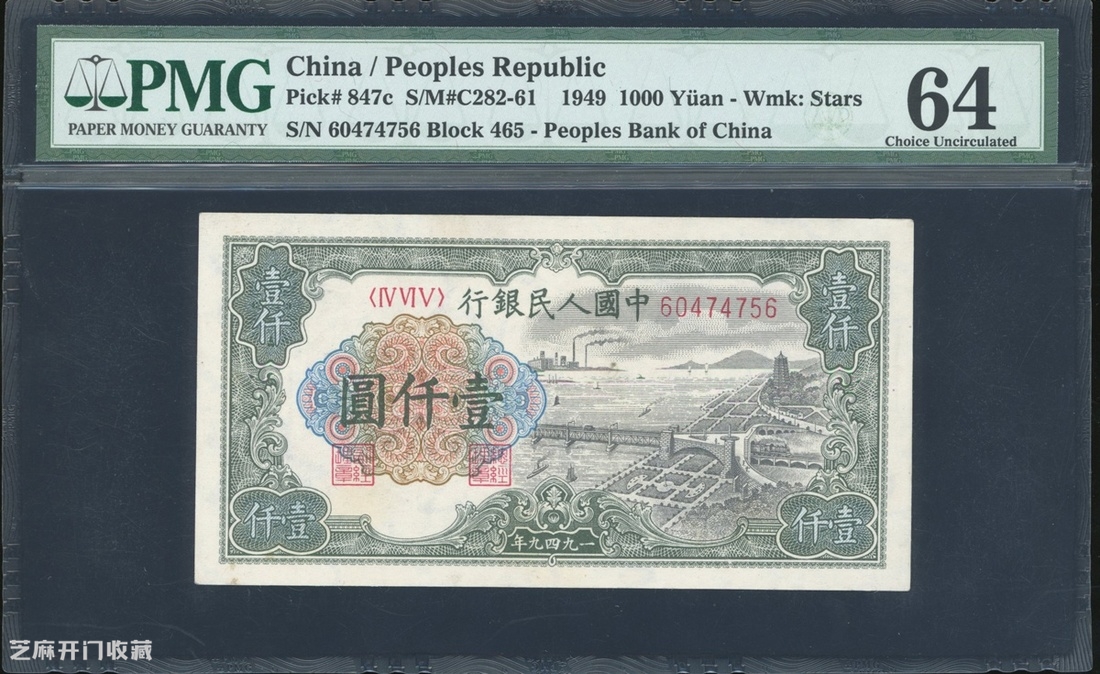 PMG
PAPER MONEY GUARANTY
China / Peoples Republic
Pick# 847c S/M#C282-61 1949 1000 Yüan - Wmk: Stars
S/N 60474756 Block 465 - Peoples Bank of China
64
Choice Uncirculated
壹仟
壹仟
〈ⅣⅥⅤ〉
行銀民人國中
60474756
圓仟壹
仟壹
仟壹
年九四九一
芝麻开门收藏